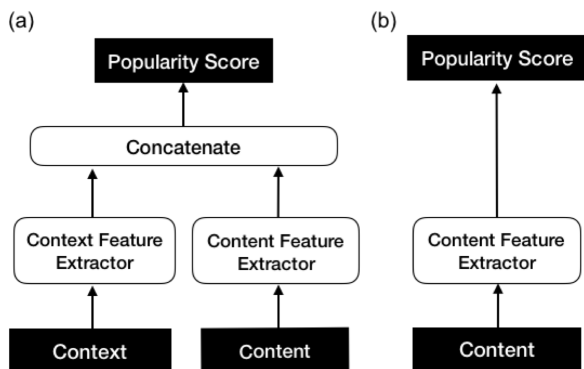 (a)
Popularity Score
Concatenate
Context Feature
Extractor
Content Feature
Extractor
Context
Content
(b)
Popularity Score
Content Feature
Extractor
Content